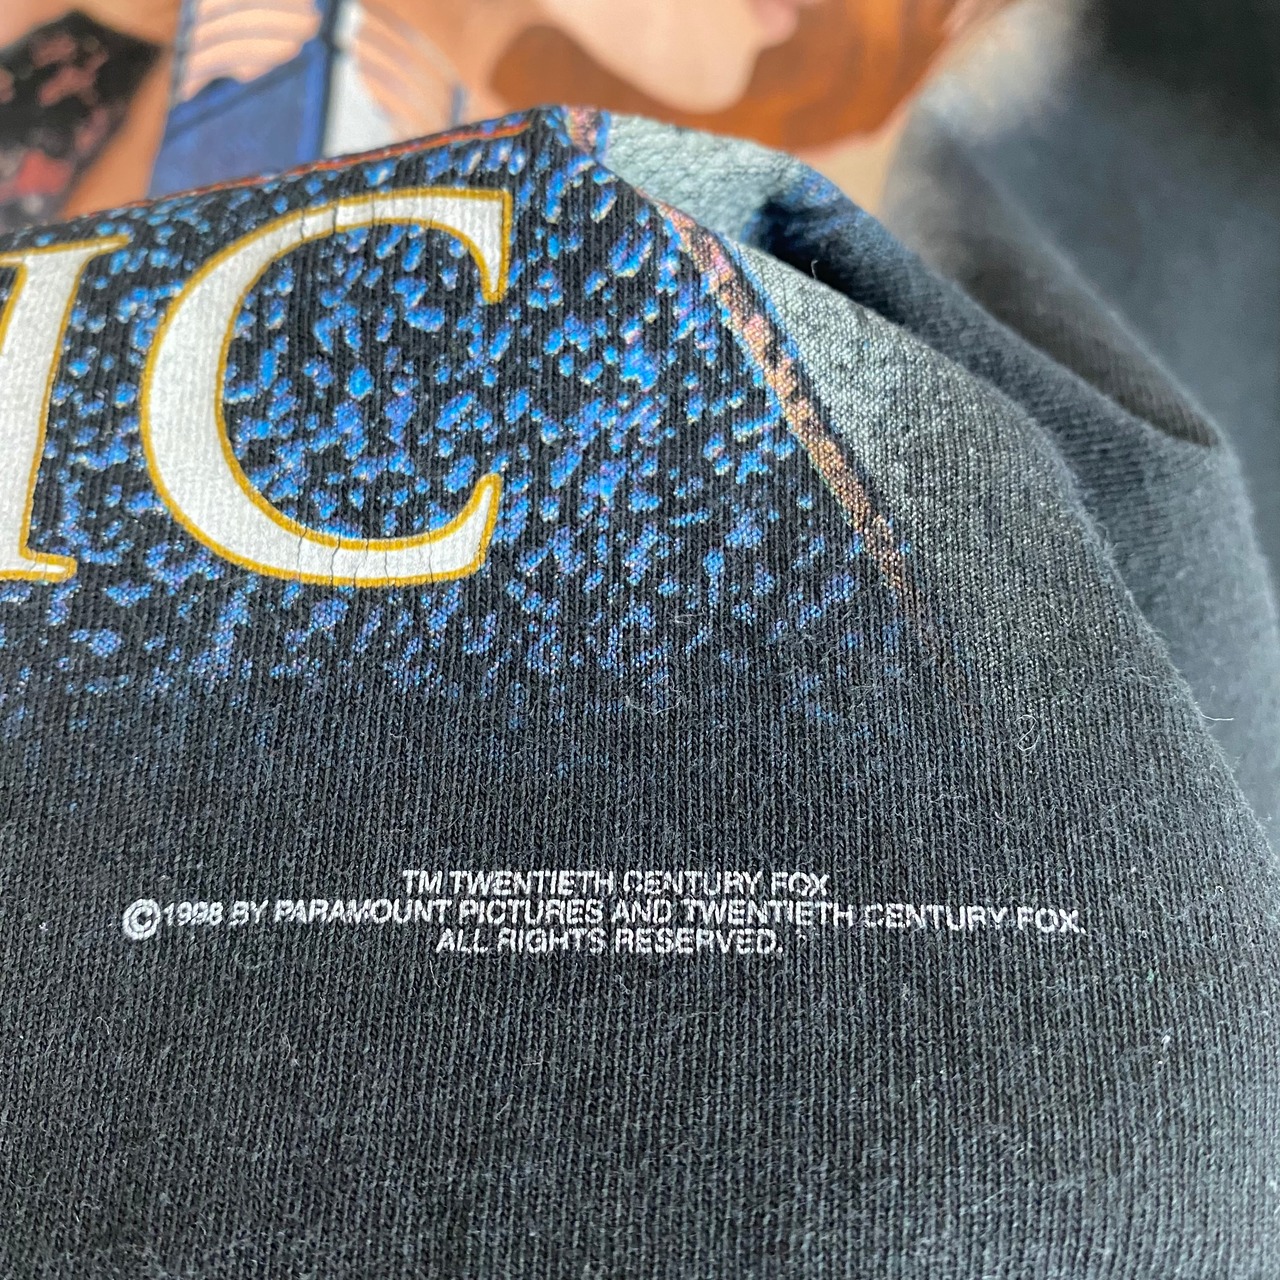 IC
TM TWENTIETH CENTURY FOX
©1998 BY PARAMOUNT PICTURES AND TWENTIETH CENTURY FOX.
ALL RIGHTS RESERVED.